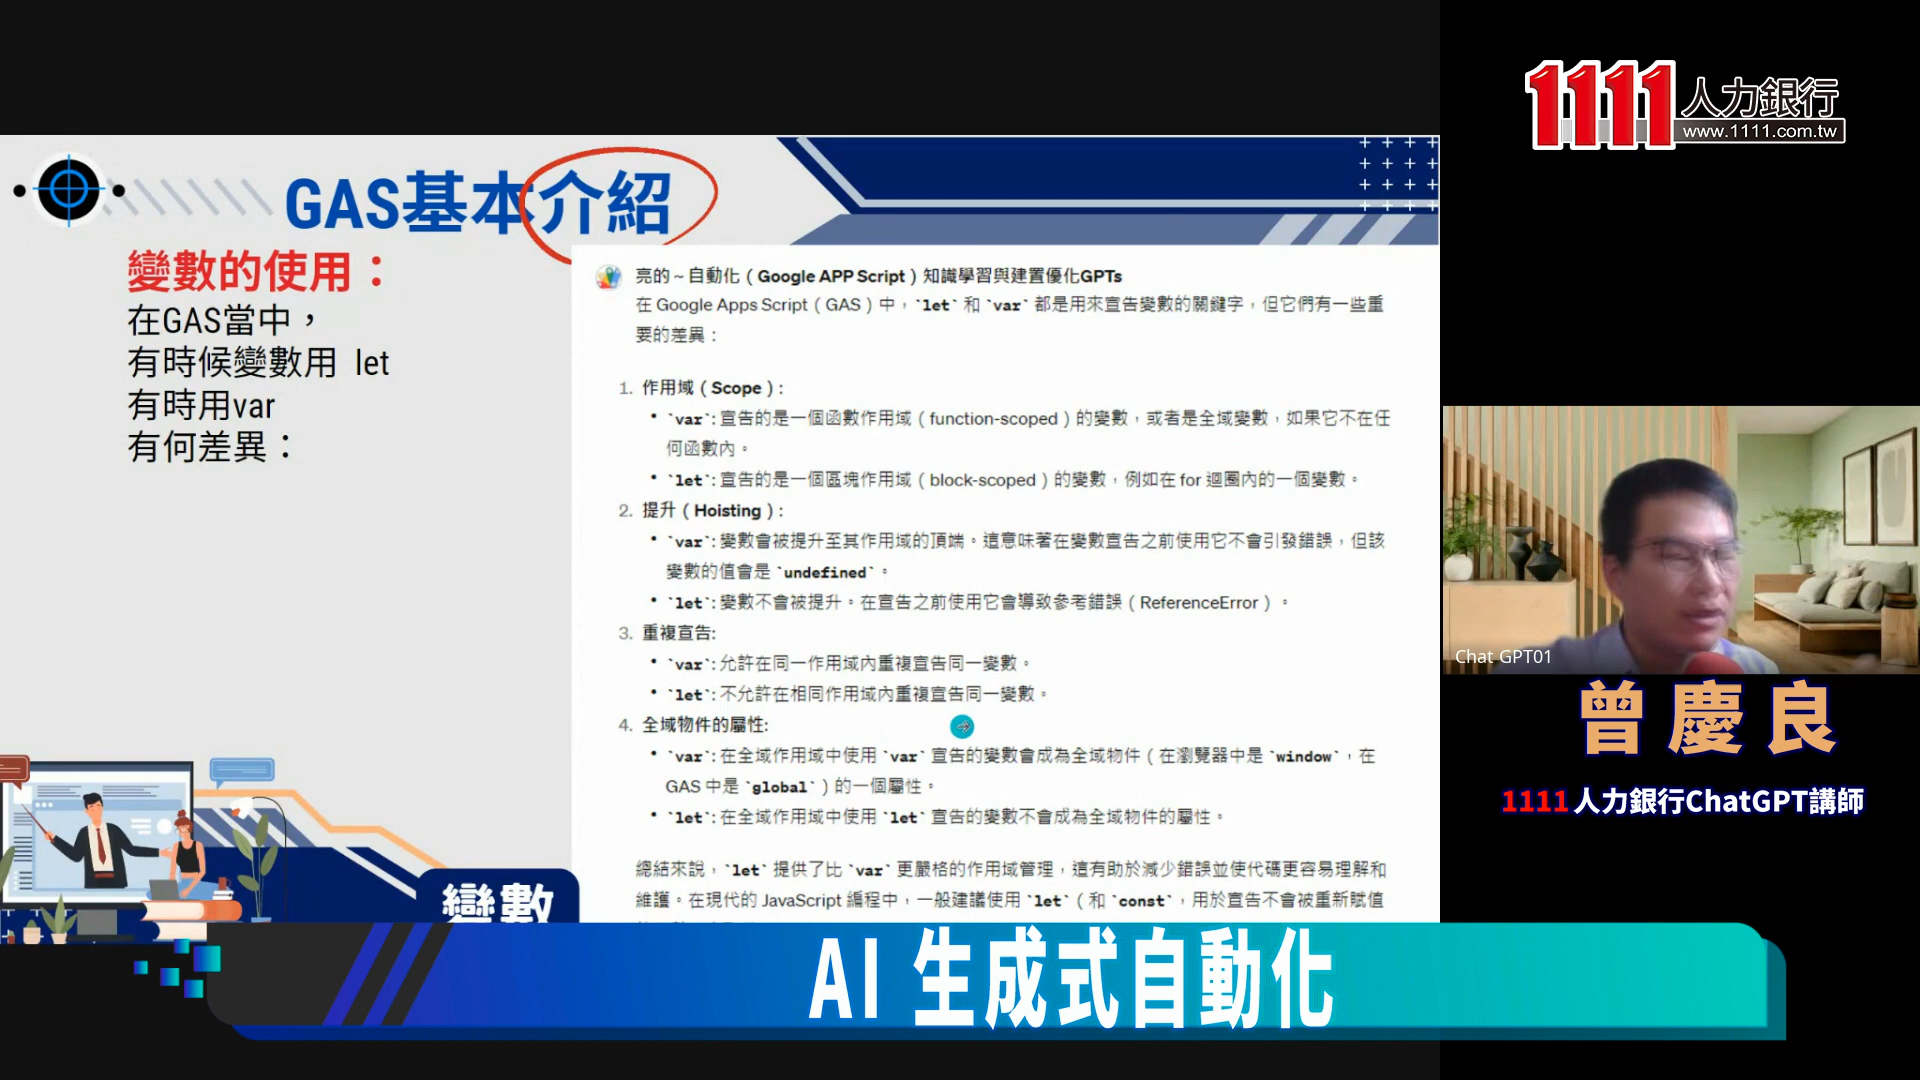 GAS基本介紹
變數的使用：
在GAS當中，
有時候變數用 let
有時用var
有何差異：
亮的~自動化（Google APP Script）知識學習與建置優化GPTs
在 Google Apps Script（GAS）中，`let` 和 `var` 都是用來宣告變數的關鍵字，但它們有一些重
要的差異：
1. 作用域（Scope）:
• `var`: 宣告的是一個函數作用域（function-scoped）的變數，或者是全域變數，如果它不在任
何函數內。
• `let`: 宣告的是一個區塊作用域（block-scoped）的變數，例如在 for 迴圈內的一個變數。
2. 提升（Hoisting）:
• `var`: 變數會被提升至其作用域的頂端。這意味著在變數宣告之前使用它不會引發錯誤，但該
變數的值會是 `undefined`。
• `let`: 變數不會被提升。在宣告之前使用它會導致參考錯誤（ReferenceError）。
3. 重複宣告:
• `var`: 允許在同一作用域內重複宣告同一變數。
• `let`: 不允許在相同作用域內重複宣告同一變數。
4. 全域物件的屬性:
• `var`: 在全域作用域中使用 `var` 宣告的變數會成為全域物件（在瀏覽器中是 `window`，在
GAS 中是 `global`）的一個屬性。
• `let`: 在全域作用域中使用 `let` 宣告的變數不會成為全域物件的屬性。
總結來說，`let` 提供了比 `var` 更嚴格的作用域管理，這有助於減少錯誤並使代碼更容易理解和
維護。在現代的 JavaScript 編程中，一般建議使用 `let`（和 `const`，用於宣告不會被重新賦值
變數
AI 生成式自動化
1111人力銀行
www.1111.com.tw
Chat GPT01
曾慶良
1111人力銀行ChatGPT講師